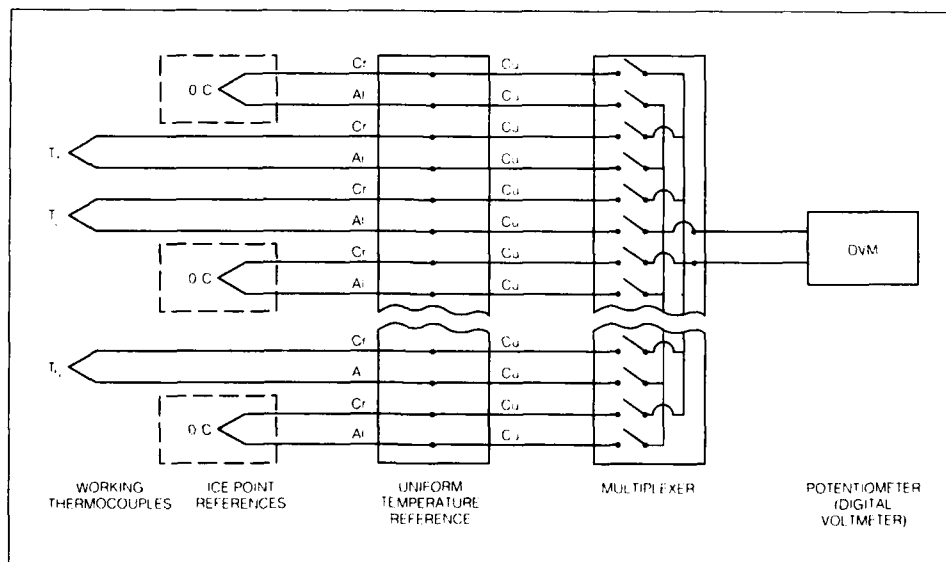 Cr
Cu
0 C
Al
Cu
Cr
Cu
T
Al
Cu
Cr
Cu
T
Al
Cu
DVM
Cr
Cu
0 C
Al
Cu
Cr
Cu
T
A
Cu
Cr
Cu
0 C
Al
Cu
WORKING THERMOCOUPLES
ICE POINT REFERENCES
UNIFORM TEMPERATURE REFERENCE
MULTIPLEXER
POTENTIOMETER (DIGITAL VOLTMETER)